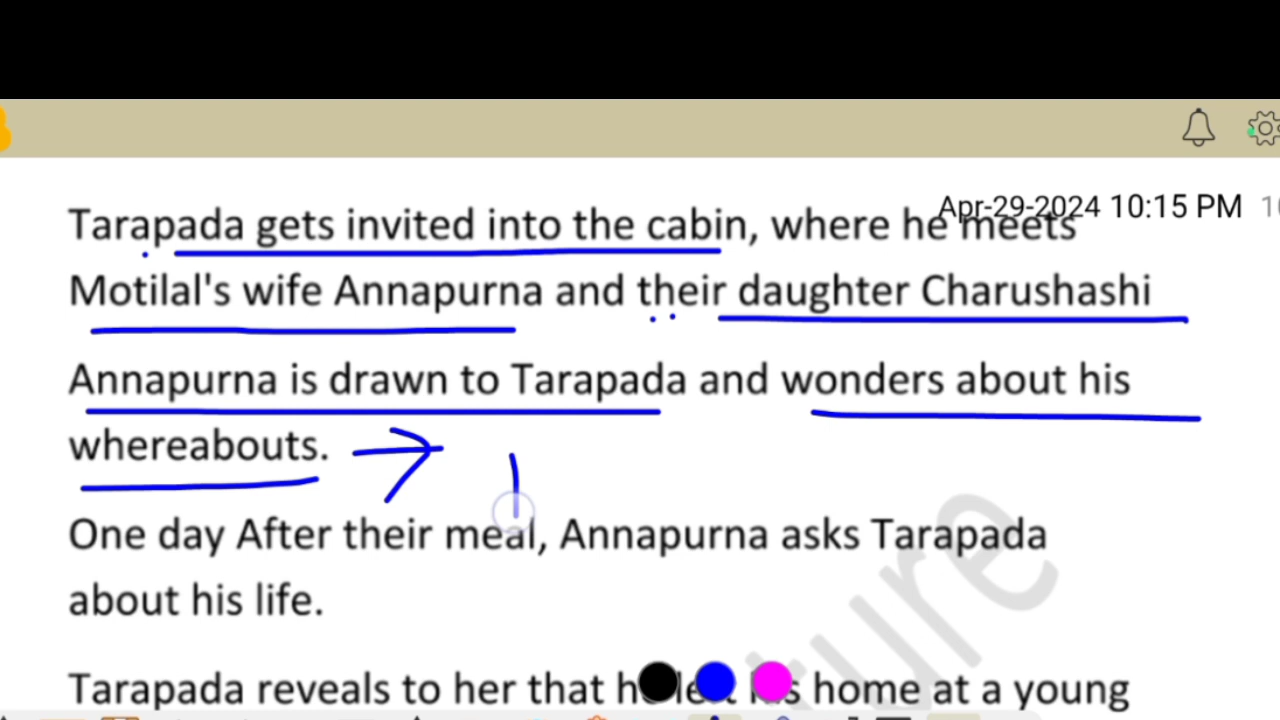 Apr-29-2024 10:15 PM
Tarapada gets invited into the cabin, where he meets
Motilal's wife Annapurna and their daughter Charushashi
Annapurna is drawn to Tarapada and wonders about his
whereabouts.
One day After their meal, Annapurna asks Tarapada
about his life.
Tarapada reveals to her that home at a young